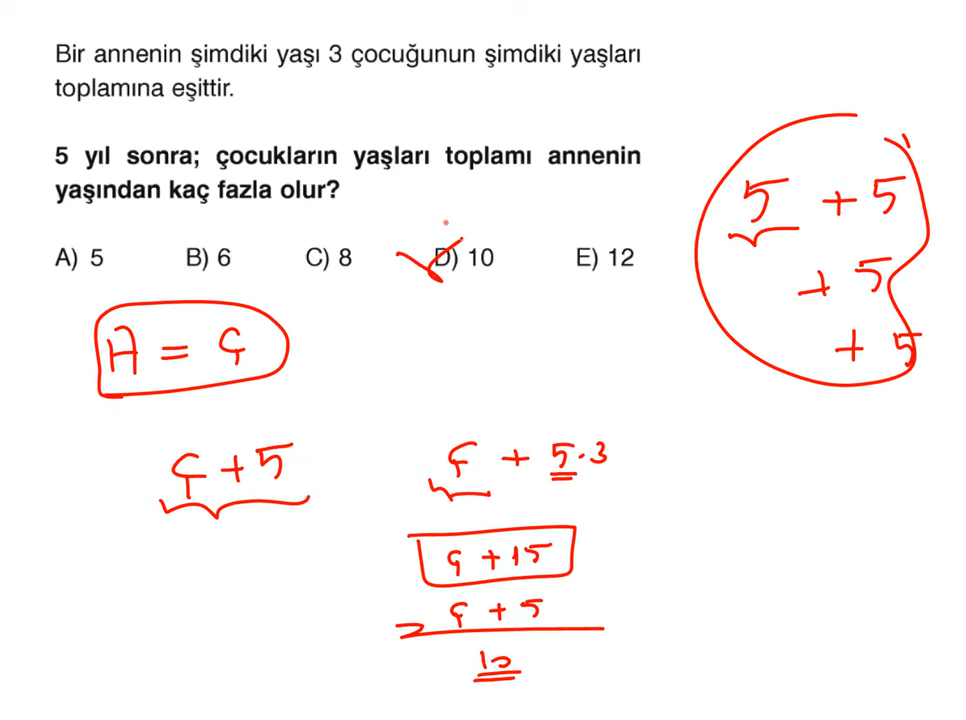 Bir annenin şimdiki yaşı 3 çocuğunun şimdiki yaşları
toplamına eşittir.
5 yıl sonra; çocukların yaşları toplamı annenin
yaşından kaç fazla olur?
A) 5 B) 6 C) 8 D) 10 E) 12
5 + 5
+ 5
+ 5
A = Ç
Ç + 5
Ç + 5·3
Ç + 15
Ç + 5
10